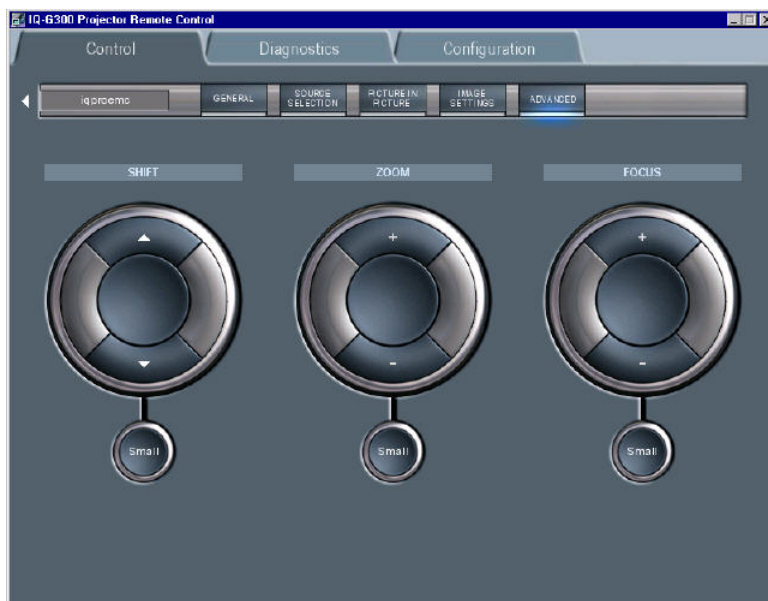 IQ-G300 Projector Remote Control
Control Diagnostics Configuration
iqproems GENERAL SOURCE SELECTION PICTURE IN PICTURE IMAGE SETTINGS ADVANCED
SHIFT ZOOM FOCUS
+ +
- -
Small Small Small